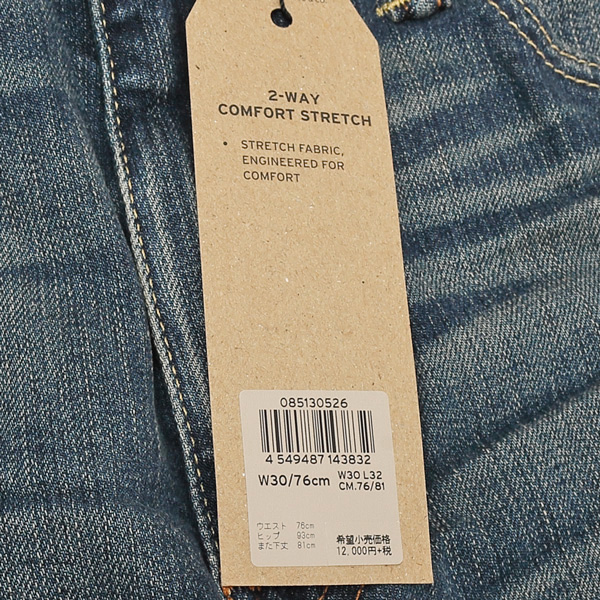 2-WAY
COMFORT STRETCH
• STRETCH FABRIC,
ENGINEERED FOR
COMFORT
085130526
4 549487 143832
W30/76cm
W30 L32
CM.76/81
ウエスト 76cm
ヒップ 93cm
また下丈 81cm
希望小売価格
12,000円+税